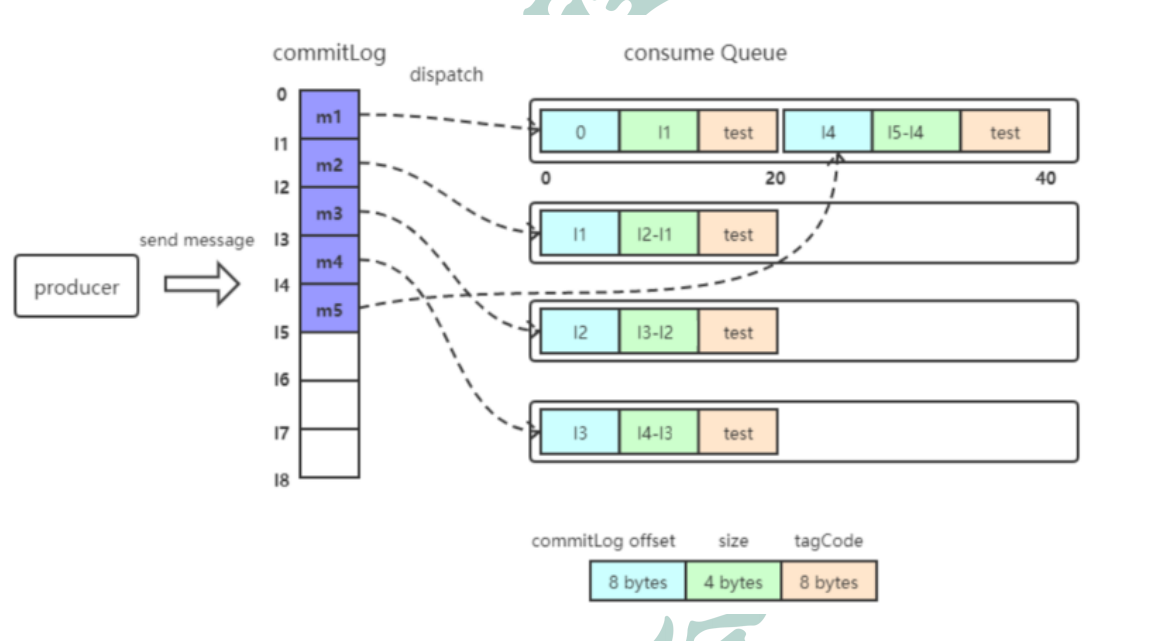 commitLog
consume Queue
dispatch
0
m1
0 l1 test l4 l5-l4 test
l1
m2
0 20 40
l2
m3
l1 l2-l1 test
send message
l3
m4
producer
l4
m5
l2 l3-l2 test
l5
l6
l7
l3 l4-l3 test
l8
commitLog offset size tagCode
8 bytes 4 bytes 8 bytes